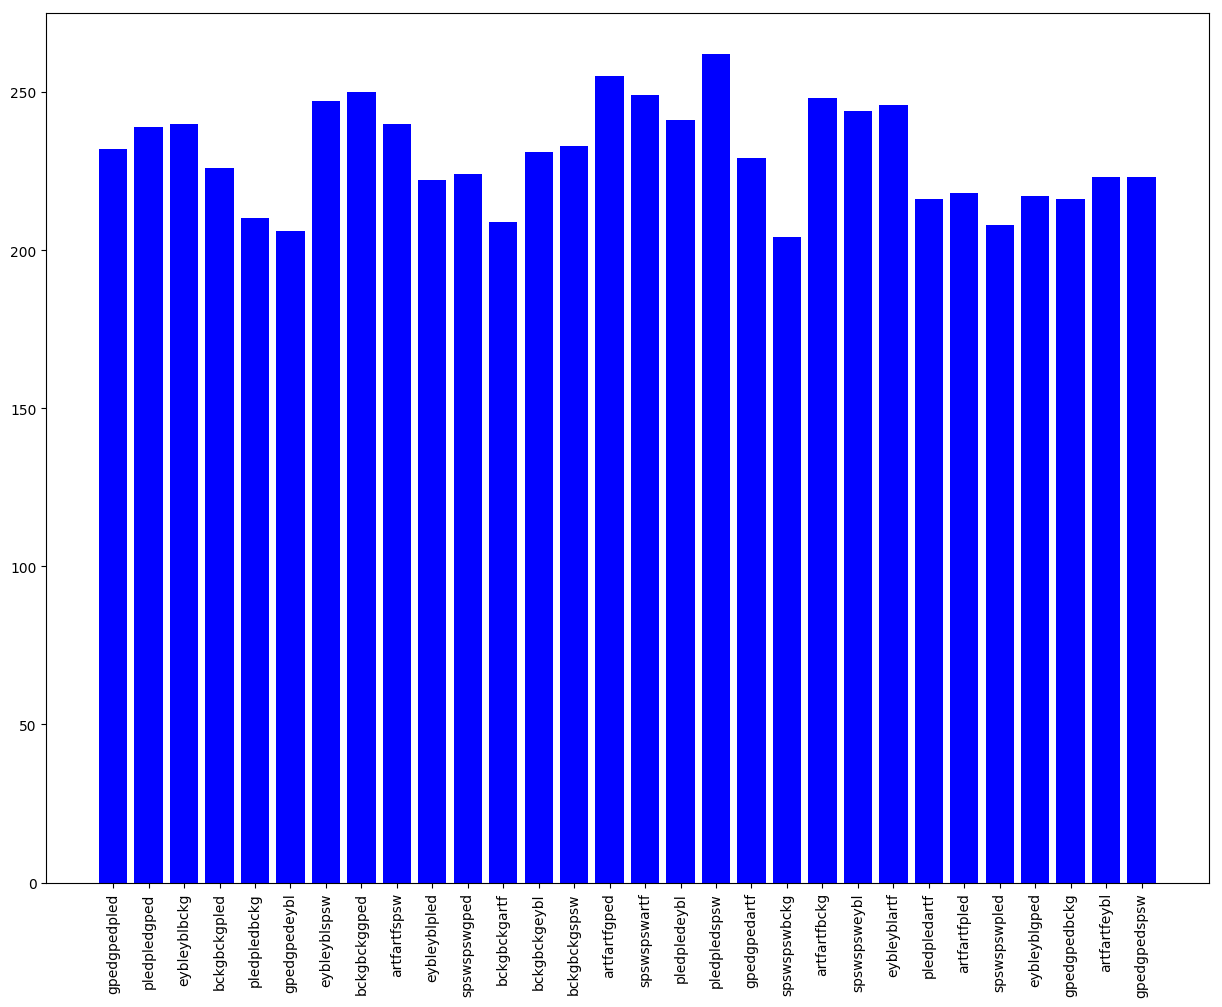 250
200
150
100
50
0
gpedgpedpled
pledpledgped
eybleyblbckg
bckgbckgpled
pledpledbckg
gpedgpedeybl
eybleyblspsw
bckgbckggped
artfartfspsw
eybleyblpled
spswspswgped
bckgbckgartf
bckgbckgeybl
bckgbckgspsw
artfartfgped
spswspswartf
pledpledeybl
pledpledspsw
gpedgpedartf
spswspswbckg
artfartfbckg
spswspsweybl
eybleyblartf
pledpledartf
artfartfpled
spswspswpled
eybleyblgped
gpedgpedbckg
artfartfeybl
gpedgpedspsw